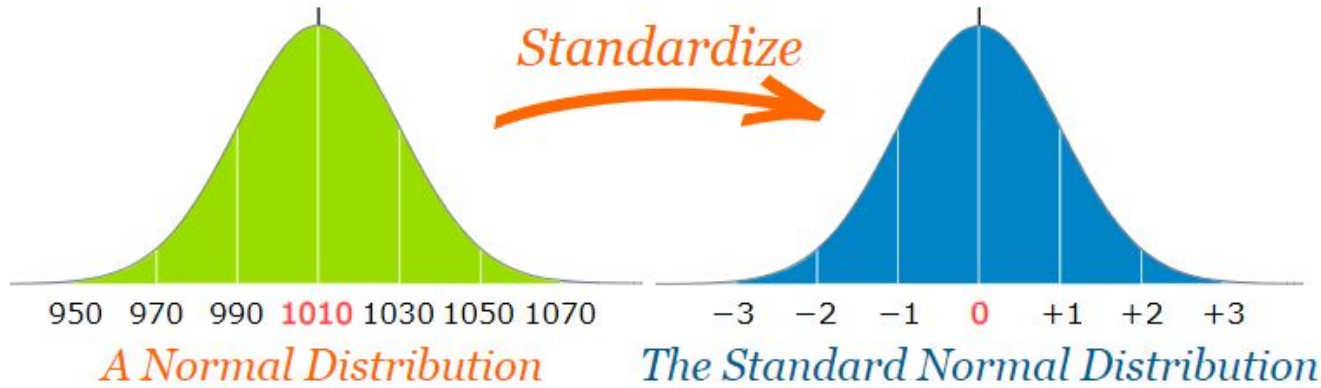 Standardize
950 970 990 1010 1030 1050 1070
−3 −2 −1 0 +1 +2 +3
A Normal Distribution
The Standard Normal Distribution